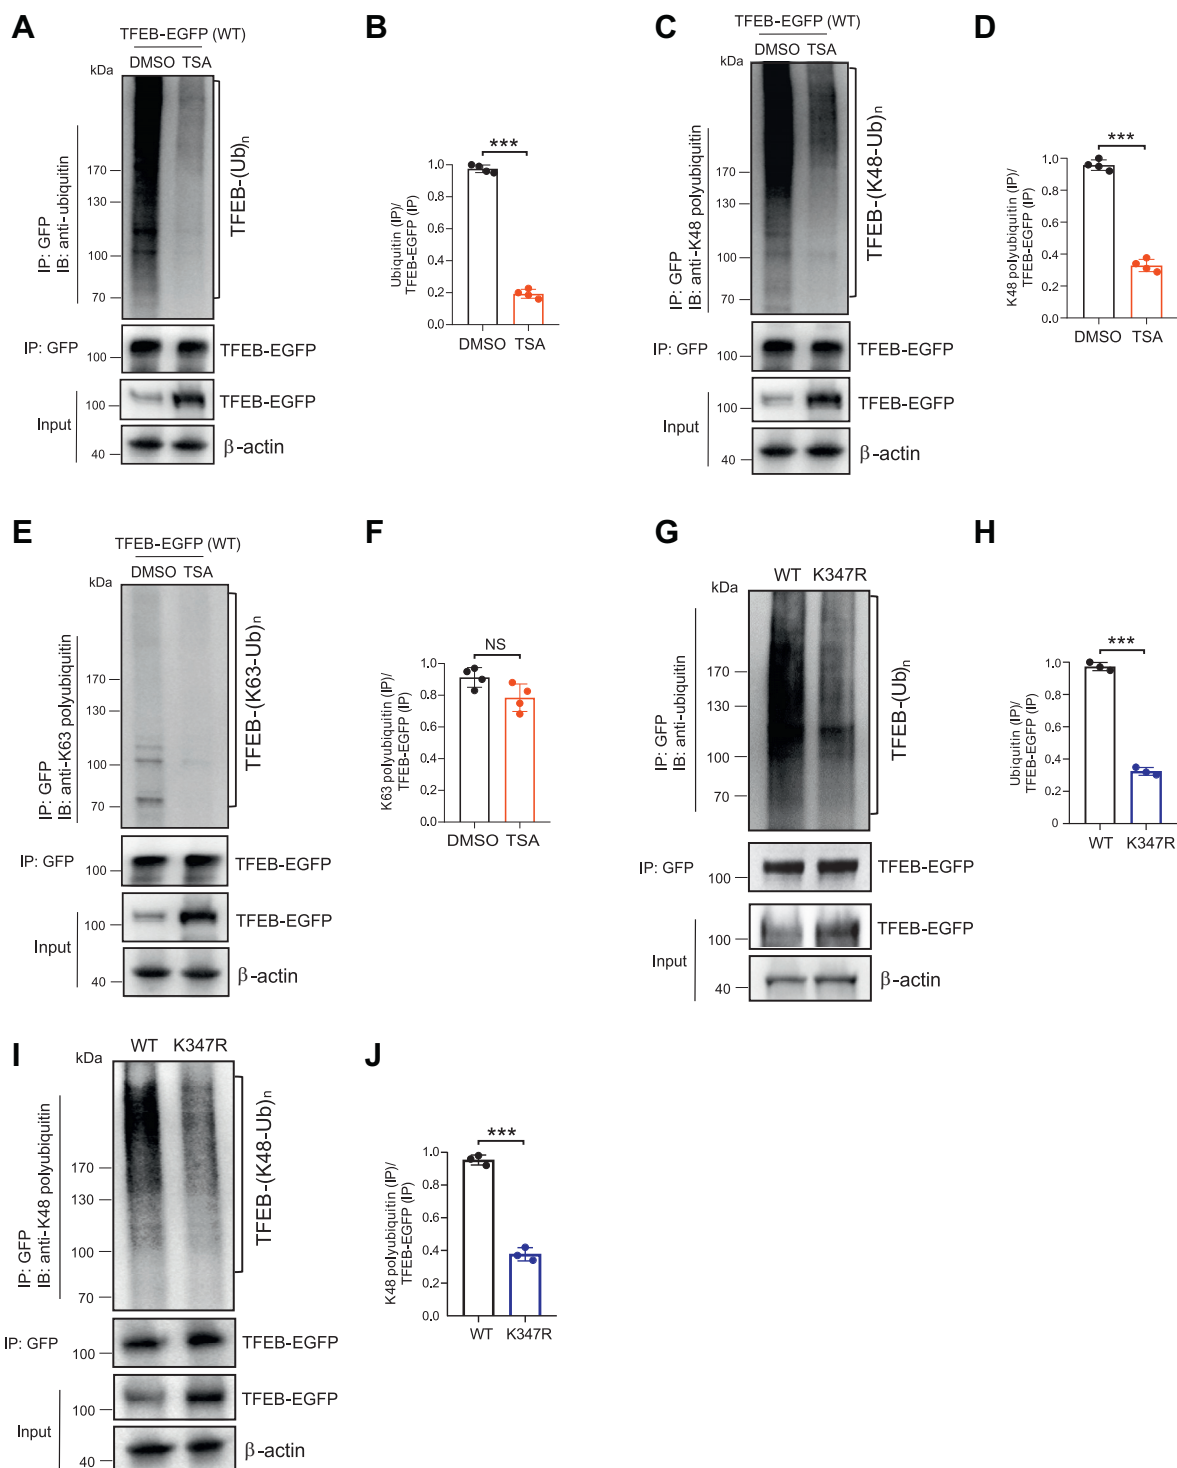 A
TFEB-EGFP (WT)
DMSO TSA
kDa
170
130
100
70
IP: GFP
IB: anti-ubiquitin
TFEB-(Ub)n
IP: GFP
100
TFEB-EGFP
Input
100
TFEB-EGFP
40
β-actin
B
Ubiquitin (IP)/
TFEB-EGFP (IP)
1.0
0.8
0.6
0.4
0.2
0.0
***
DMSO TSA
C
TFEB-EGFP (WT)
DMSO TSA
kDa
170
130
100
70
IP: GFP
IB: anti-K48 polyubiquitin
TFEB-(K48-Ub)n
IP: GFP
100
TFEB-EGFP
Input
100
TFEB-EGFP
40
β-actin
D
K48 polyubiquitin (IP)/
TFEB-EGFP (IP)
1.0
0.8
0.6
0.4
0.2
0.0
***
DMSO TSA
E
TFEB-EGFP (WT)
DMSO TSA
kDa
170
130
100
70
IP: GFP
IB: anti-K63 polyubiquitin
TFEB-(K63-Ub)n
IP: GFP
100
TFEB-EGFP
Input
100
TFEB-EGFP
40
β-actin
F
K63 polyubiquitin (IP)/
TFEB-EGFP (IP)
1.0
0.8
0.6
0.4
0.2
0.0
NS
DMSO TSA
G
WT K347R
kDa
170
130
100
70
IP: GFP
IB: anti-ubiquitin
TFEB-(Ub)n
IP: GFP
100
TFEB-EGFP
Input
100
TFEB-EGFP
40
β-actin
H
Ubiquitin (IP)/
TFEB-EGFP (IP)
1.0
0.8
0.6
0.4
0.2
0
***
WT K347R
I
WT K347R
kDa
170
130
100
70
IP: GFP
IB: anti-K48 polyubiquitin
TFEB-(K48-Ub)n
IP: GFP
100
TFEB-EGFP
Input
100
TFEB-EGFP
40
β-actin
J
K48 polyubiquitin (IP)/
TFEB-EGFP (IP)
1.0
0.8
0.6
0.4
0.2
0.0
***
WT K347R